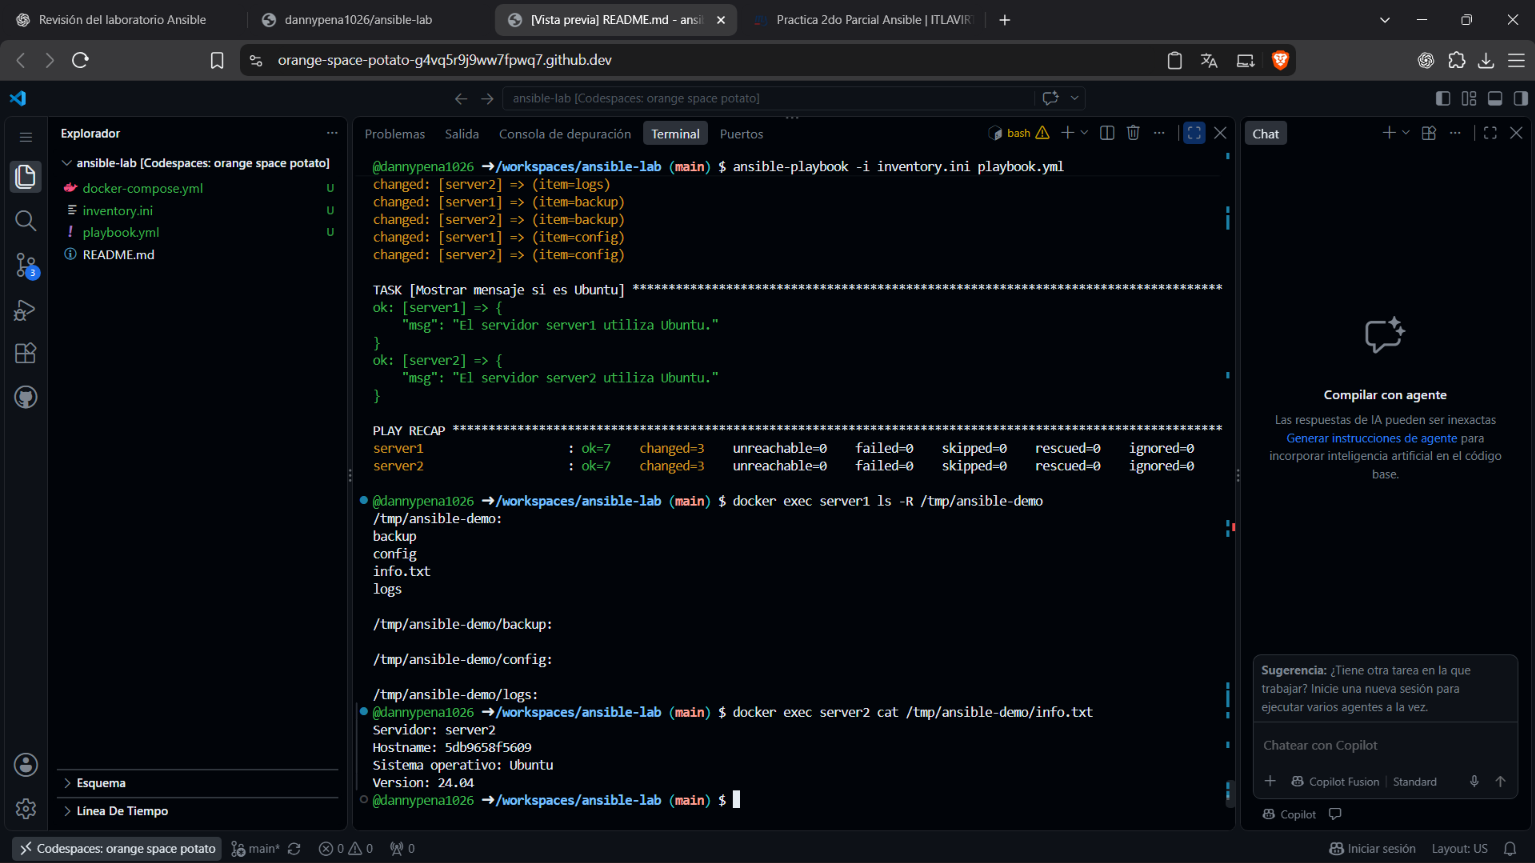 Revisión del laboratorio Ansible
dannypena1026/ansible-lab
[Vista previa] README.md - ansi
Practica 2do Parcial Ansible | ITLAVIRT
orange-space-potato-g4vq5r9j9ww7fpwq7.github.dev
ansible-lab [Codespaces: orange space potato]
Explorador
ansible-lab [Codespaces: orange space potato]
docker-compose.yml U
inventory.ini U
playbook.yml U
README.md
3
Esquema
Línea De Tiempo
Problemas Salida Consola de depuración Terminal Puertos
bash
@dannypena1026 ➜/workspaces/ansible-lab (main) $ ansible-playbook -i inventory.ini playbook.yml
changed: [server2] => (item=logs)
changed: [server1] => (item=backup)
changed: [server2] => (item=backup)
changed: [server1] => (item=config)
changed: [server2] => (item=config)
TASK [Mostrar mensaje si es Ubuntu] **********************************************************************************
ok: [server1] => {
"msg": "El servidor server1 utiliza Ubuntu."
}
ok: [server2] => {
"msg": "El servidor server2 utiliza Ubuntu."
}
PLAY RECAP ***********************************************************************************************************
server1 : ok=7 changed=3 unreachable=0 failed=0 skipped=0 rescued=0 ignored=0
server2 : ok=7 changed=3 unreachable=0 failed=0 skipped=0 rescued=0 ignored=0
@dannypena1026 ➜/workspaces/ansible-lab (main) $ docker exec server1 ls -R /tmp/ansible-demo
/tmp/ansible-demo:
backup
config
info.txt
logs
/tmp/ansible-demo/backup:
/tmp/ansible-demo/config:
/tmp/ansible-demo/logs:
@dannypena1026 ➜/workspaces/ansible-lab (main) $ docker exec server2 cat /tmp/ansible-demo/info.txt
Servidor: server2
Hostname: 5db9658f5609
Sistema operativo: Ubuntu
Version: 24.04
@dannypena1026 ➜/workspaces/ansible-lab (main) $
Chat
Compilar con agente
Las respuestas de IA pueden ser inexactas
Generar instrucciones de agente para
incorporar inteligencia artificial en el código
base.
Sugerencia: ¿Tiene otra tarea en la que
trabajar? Inicie una nueva sesión para
ejecutar varios agentes a la vez.
Chatear con Copilot
Copilot Fusion Standard
Copilot
Codespaces: orange space potato main* 0 0 0
Iniciar sesión Layout: US